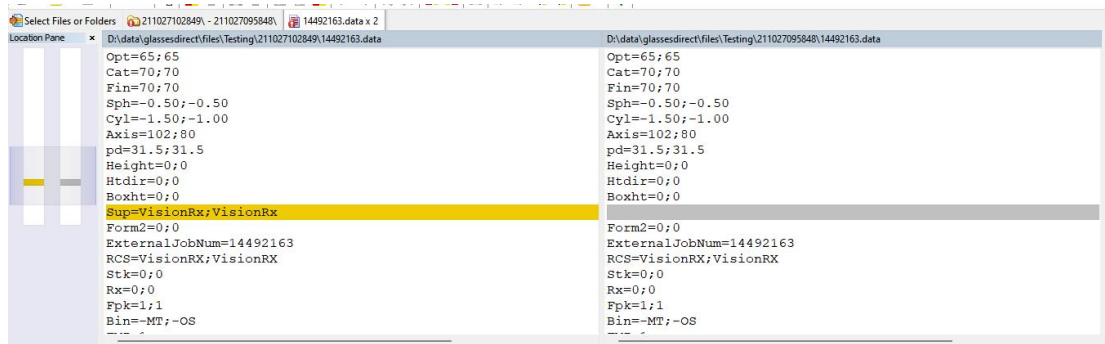 Select Files or Folders 211027102849\ - 211027095848\ 14492163.data x 2
Location Pane x
D:\data\glassesdirect\files\Testing\211027102849\14492163.data
Opt=65;65
Cat=70;70
Fin=70;70
Sph=-0.50;-0.50
Cyl=-1.50;-1.00
Axis=102;80
pd=31.5;31.5
Height=0;0
Htdir=0;0
Boxht=0;0
Sup=VisionRx;VisionRx
Form2=0;0
ExternalJobNum=14492163
RCS=VisionRx;VisionRX
Stk=0;0
Rx=0;0
Fpk=1;1
Bin=-MT;-OS
D:\data\glassesdirect\files\Testing\211027095848\14492163.data
Opt=65;65
Cat=70;70
Fin=70;70
Sph=-0.50;-0.50
Cyl=-1.50;-1.00
Axis=102;80
pd=31.5;31.5
Height=0;0
Htdir=0;0
Boxht=0;0
Form2=0;0
ExternalJobNum=14492163
RCS=VisionRx;VisionRX
Stk=0;0
Rx=0;0
Fpk=1;1
Bin=-MT;-OS